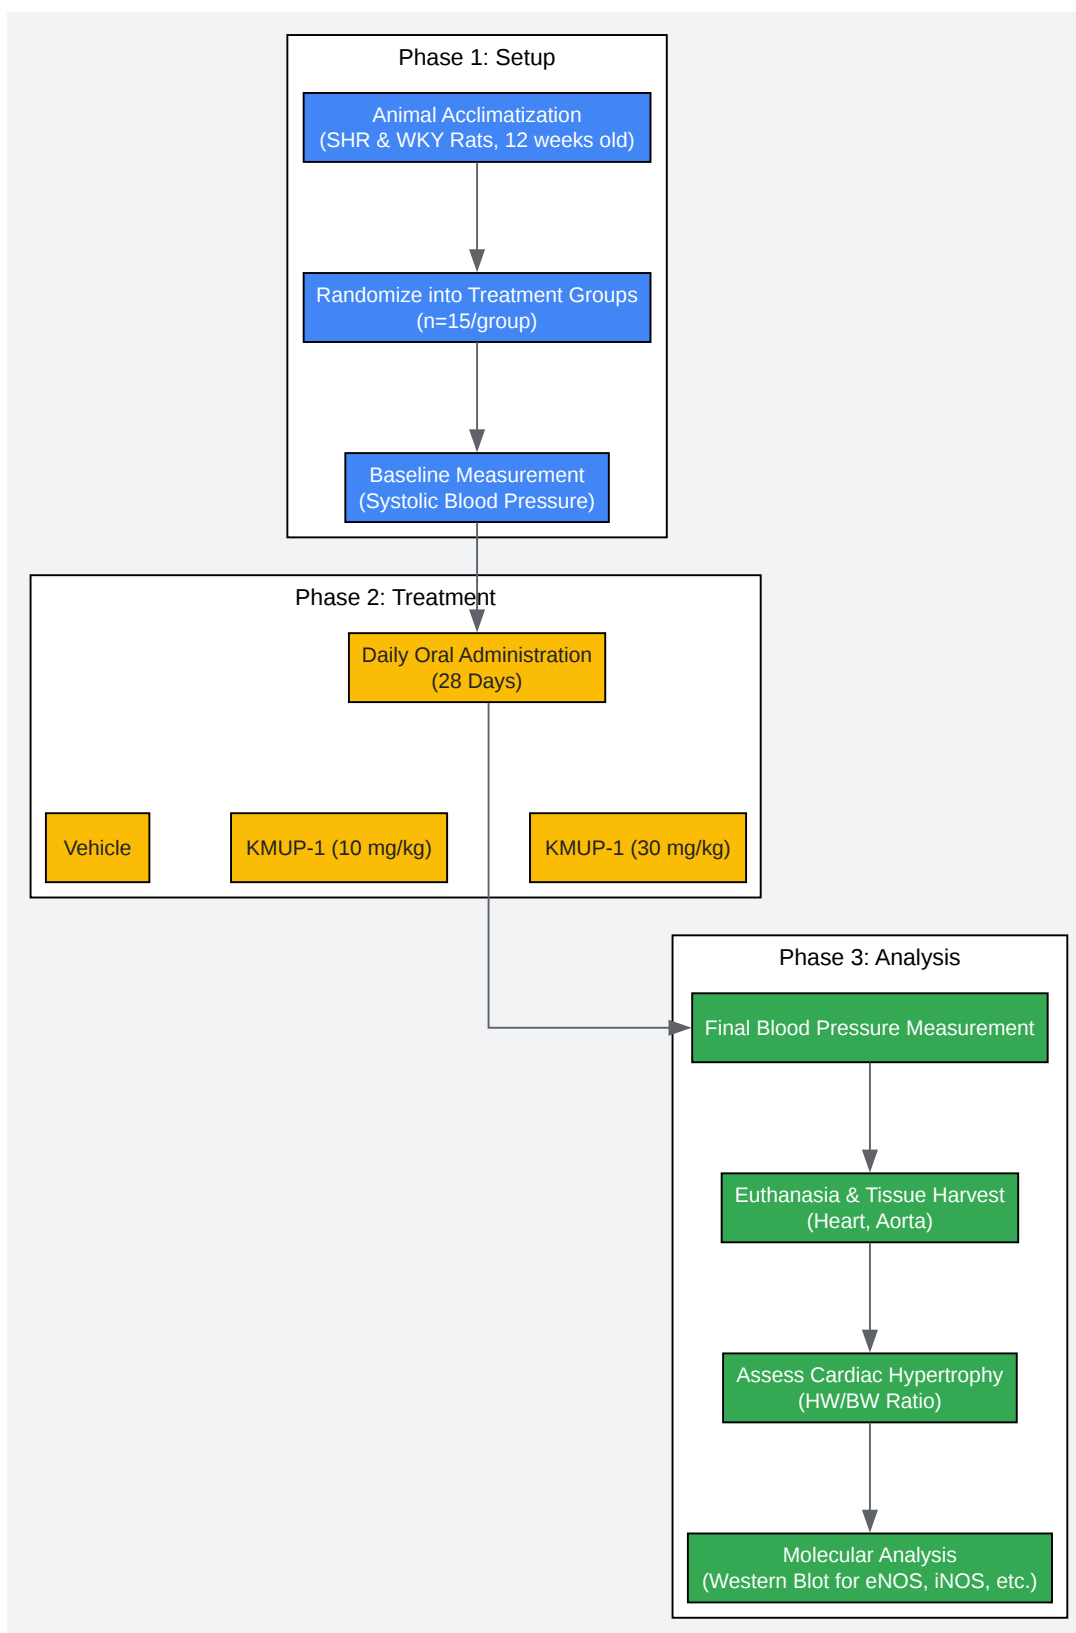 Phase 1: Setup
Animal Acclimatization
(SHR & WKY Rats, 12 weeks old)
Randomize into Treatment Groups
(n=15/group)
Baseline Measurement
(Systolic Blood Pressure)
Phase 2: Treatment
Daily Oral Administration
(28 Days)
Vehicle
KMUP-1 (10 mg/kg)
KMUP-1 (30 mg/kg)
Phase 3: Analysis
Final Blood Pressure Measurement
Euthanasia & Tissue Harvest
(Heart, Aorta)
Assess Cardiac Hypertrophy
(HW/BW Ratio)
Molecular Analysis
(Western Blot for eNOS, iNOS, etc.)